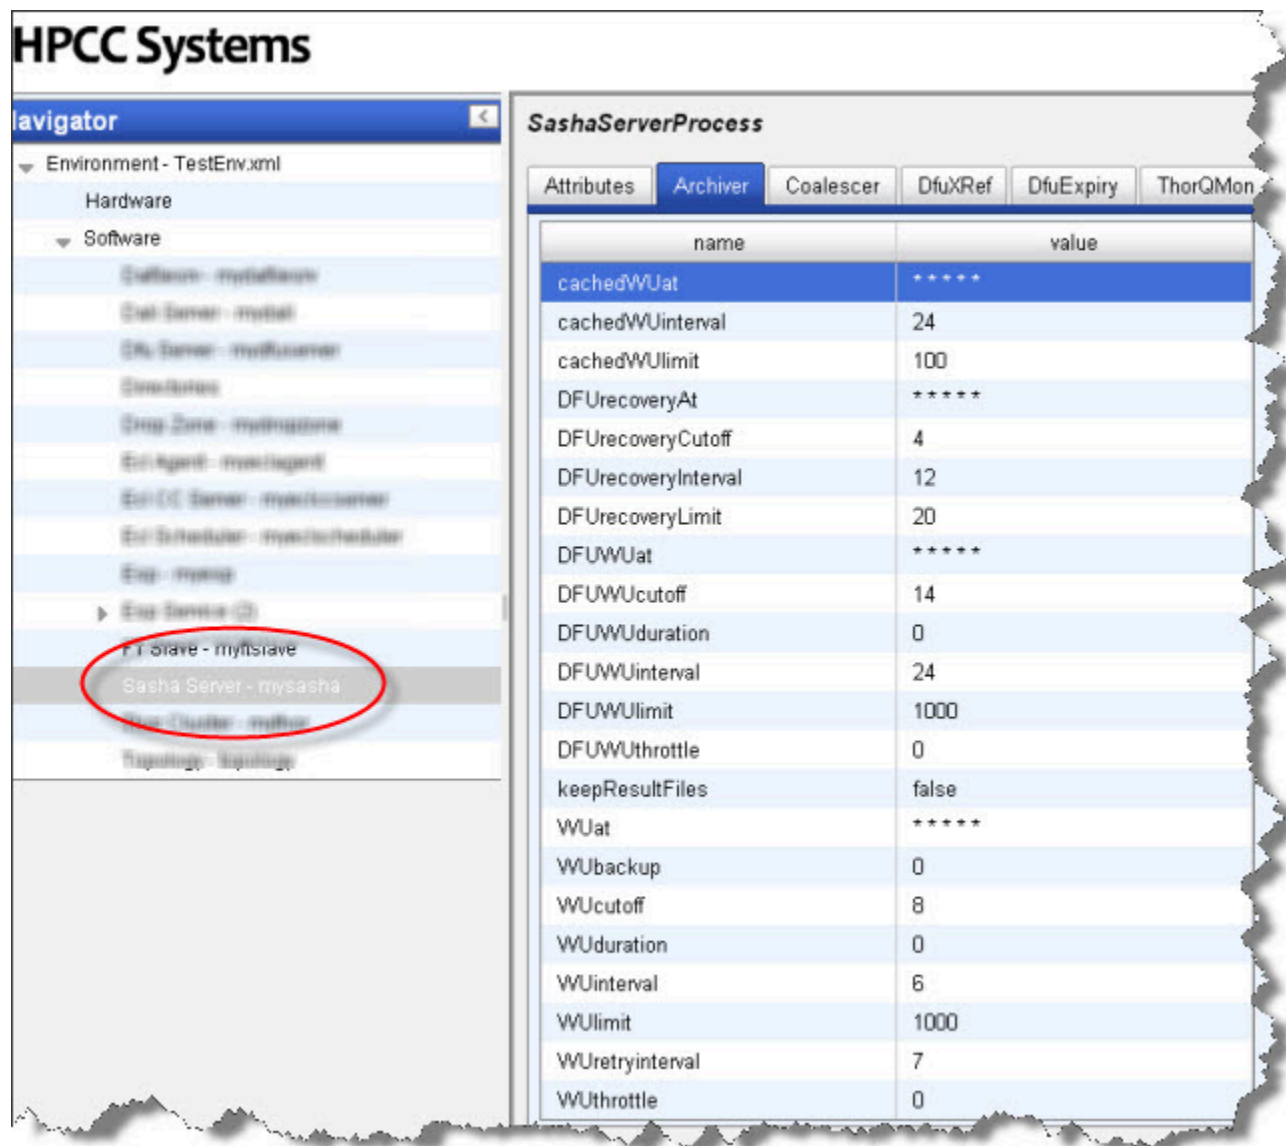 HPCC Systems
avigator
Environment - TestEnv.xml
Hardware
Software
FT Slave - myftslave
Sasha Server - mysasha
SashaServerProcess
Attributes Archiver Coalescer DfuXRef DfuExpiry ThorQMon
name value
cachedWUat * * * * *
cachedWUinterval 24
cachedWUlimit 100
DFUrecoveryAt * * * * *
DFUrecoveryCutoff 4
DFUrecoveryInterval 12
DFUrecoveryLimit 20
DFUWUat * * * * *
DFUWUcutoff 14
DFUWUduration 0
DFUWUinterval 24
DFUWUlimit 1000
DFUWUthrottle 0
keepResultFiles false
WUat * * * * *
WUbackup 0
WUcutoff 8
WUduration 0
WUinterval 6
WUlimit 1000
WUretryinterval 7
WUthrottle 0